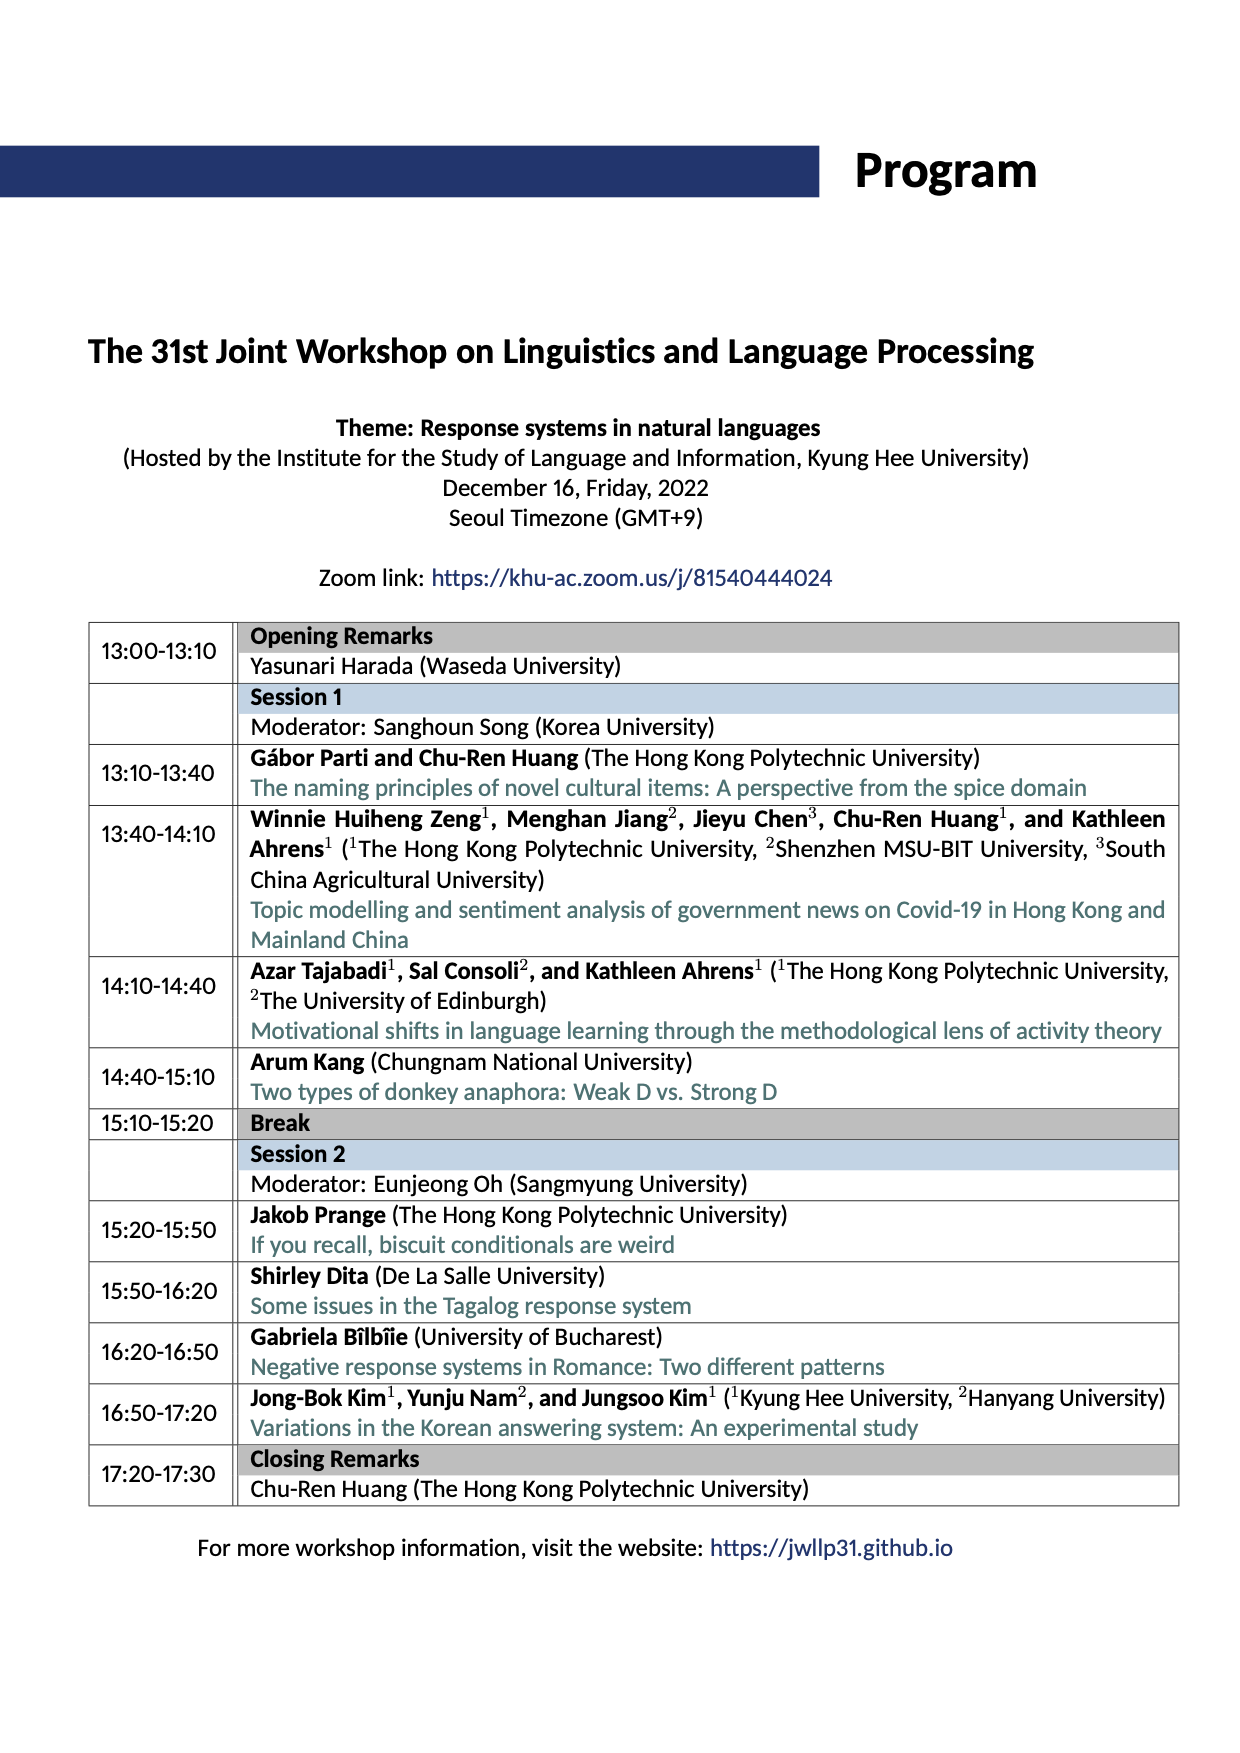 Program
The 31st Joint Workshop on Linguistics and Language Processing
Theme: Response systems in natural languages
(Hosted by the Institute for the Study of Language and Information, Kyung Hee University)
December 16, Friday, 2022
Seoul Timezone (GMT+9)
Zoom link: https://khu-ac.zoom.us/j/81540444024
13:00-13:10
Opening Remarks
Yasunari Harada (Waseda University)
Session 1
Moderator: Sanghoun Song (Korea University)
13:10-13:40
Gábor Parti and Chu-Ren Huang (The Hong Kong Polytechnic University)
The naming principles of novel cultural items: A perspective from the spice domain
13:40-14:10
Winnie Huiheng Zeng¹, Menghan Jiang², Jieyu Chen³, Chu-Ren Huang¹, and Kathleen
Ahrens¹ (¹The Hong Kong Polytechnic University, ²Shenzhen MSU-BIT University, ³South
China Agricultural University)
Topic modelling and sentiment analysis of government news on Covid-19 in Hong Kong and
Mainland China
14:10-14:40
Azar Tajabadi¹, Sal Consoli², and Kathleen Ahrens¹ (¹The Hong Kong Polytechnic University,
²The University of Edinburgh)
Motivational shifts in language learning through the methodological lens of activity theory
14:40-15:10
Arum Kang (Chungnam National University)
Two types of donkey anaphora: Weak D vs. Strong D
15:10-15:20
Break
Session 2
Moderator: Eunjeong Oh (Sangmyung University)
15:20-15:50
Jakob Prange (The Hong Kong Polytechnic University)
If you recall, biscuit conditionals are weird
15:50-16:20
Shirley Dita (De La Salle University)
Some issues in the Tagalog response system
16:20-16:50
Gabriela Bîlbîie (University of Bucharest)
Negative response systems in Romance: Two different patterns
16:50-17:20
Jong-Bok Kim¹, Yunju Nam², and Jungsoo Kim¹ (¹Kyung Hee University, ²Hanyang University)
Variations in the Korean answering system: An experimental study
17:20-17:30
Closing Remarks
Chu-Ren Huang (The Hong Kong Polytechnic University)
For more workshop information, visit the website: https://jwllp31.github.io